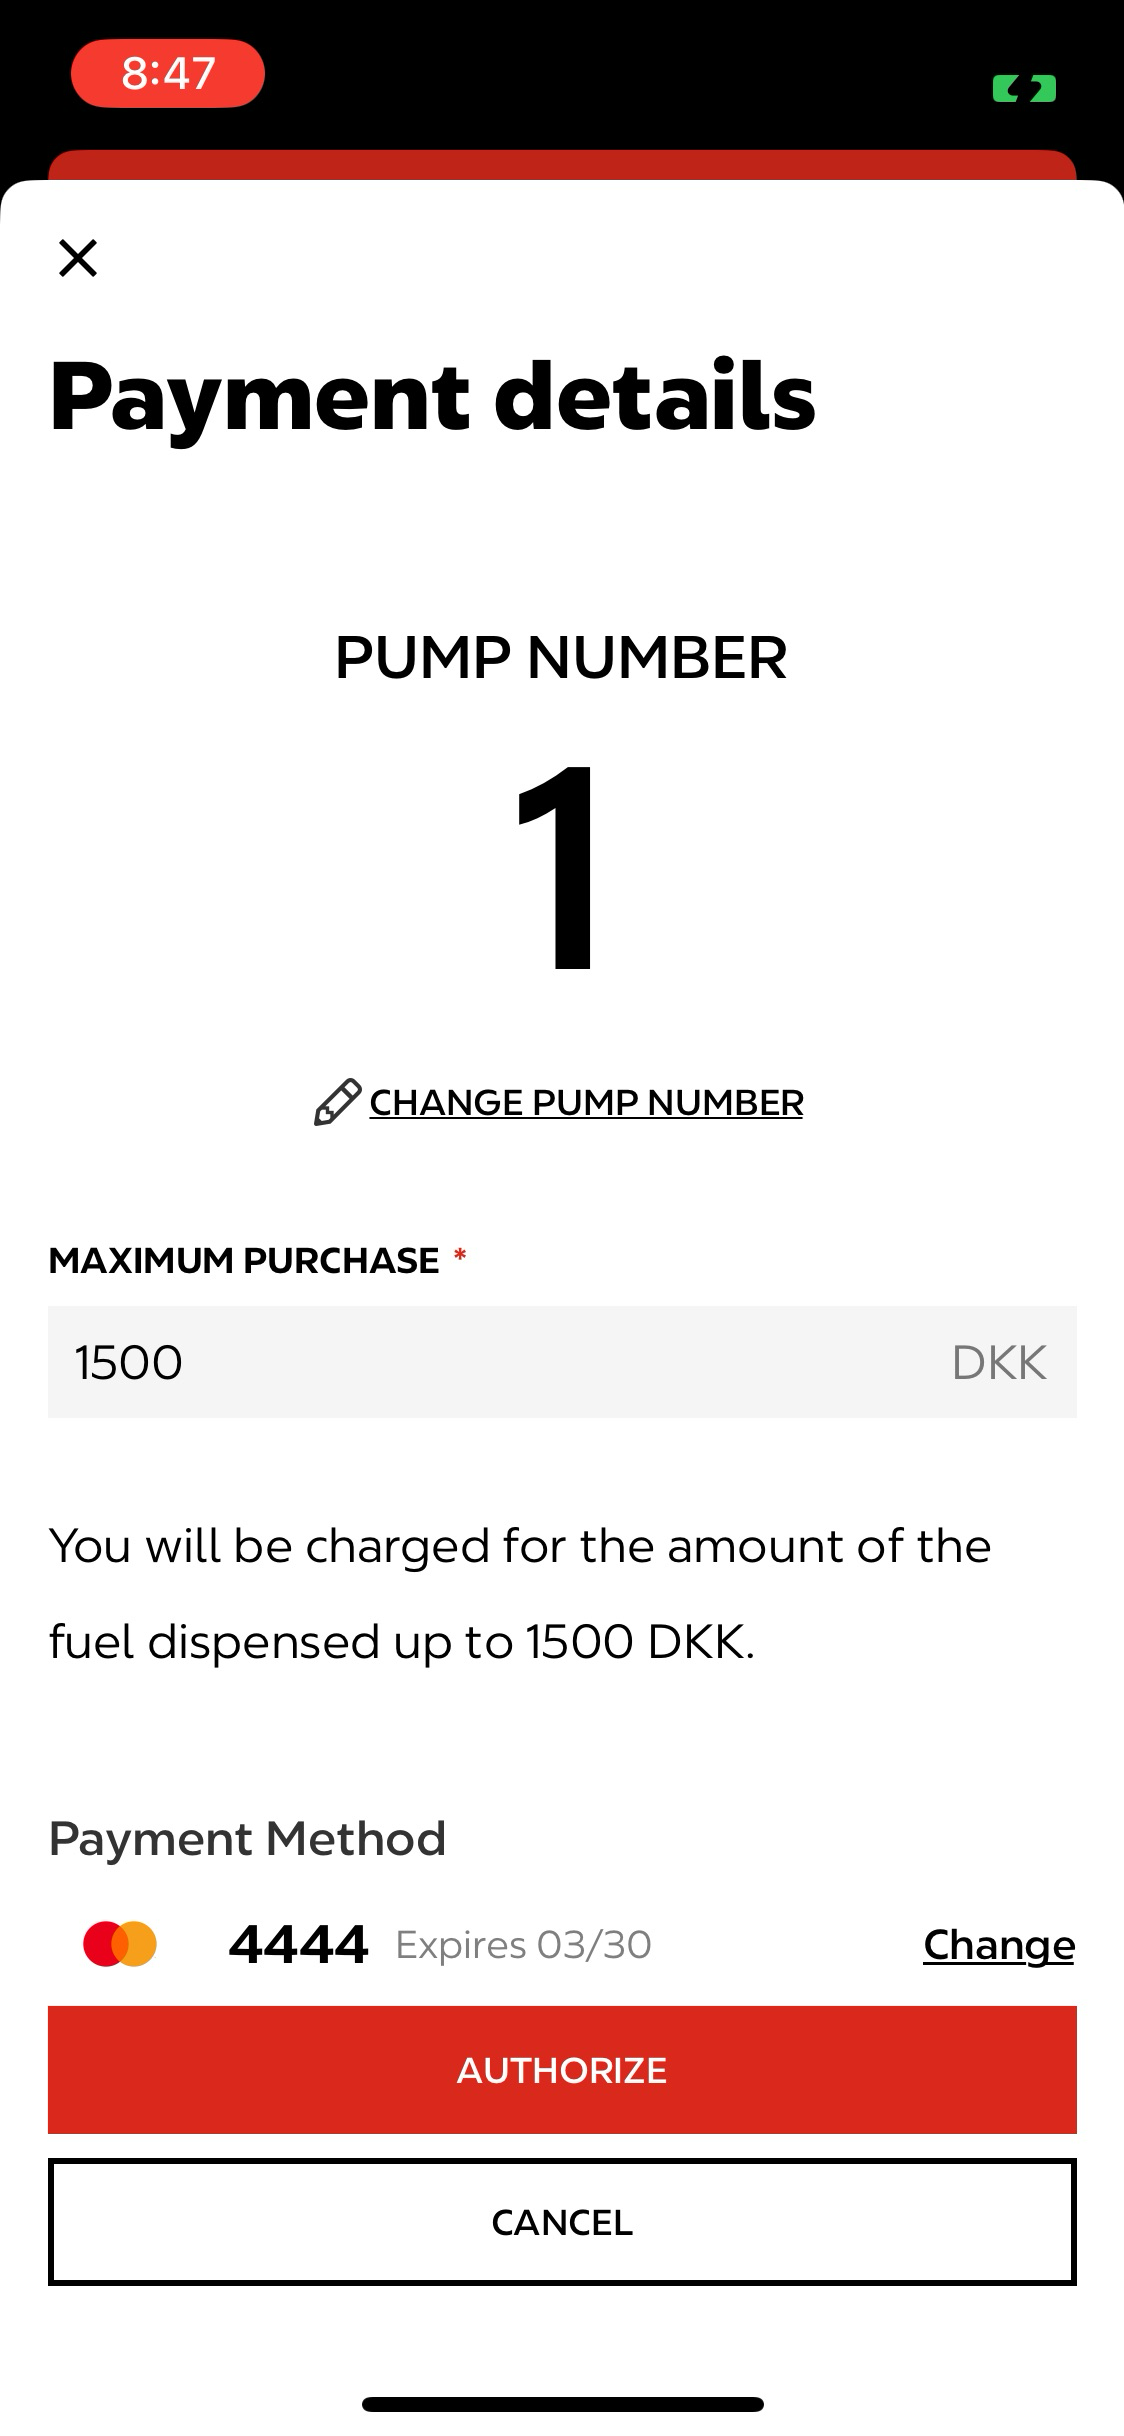 8:47
Payment details
PUMP NUMBER
1
CHANGE PUMP NUMBER
MAXIMUM PURCHASE *
1500 DKK
You will be charged for the amount of the
fuel dispensed up to 1500 DKK.
Payment Method
4444 Expires 03/30 Change
AUTHORIZE
CANCEL